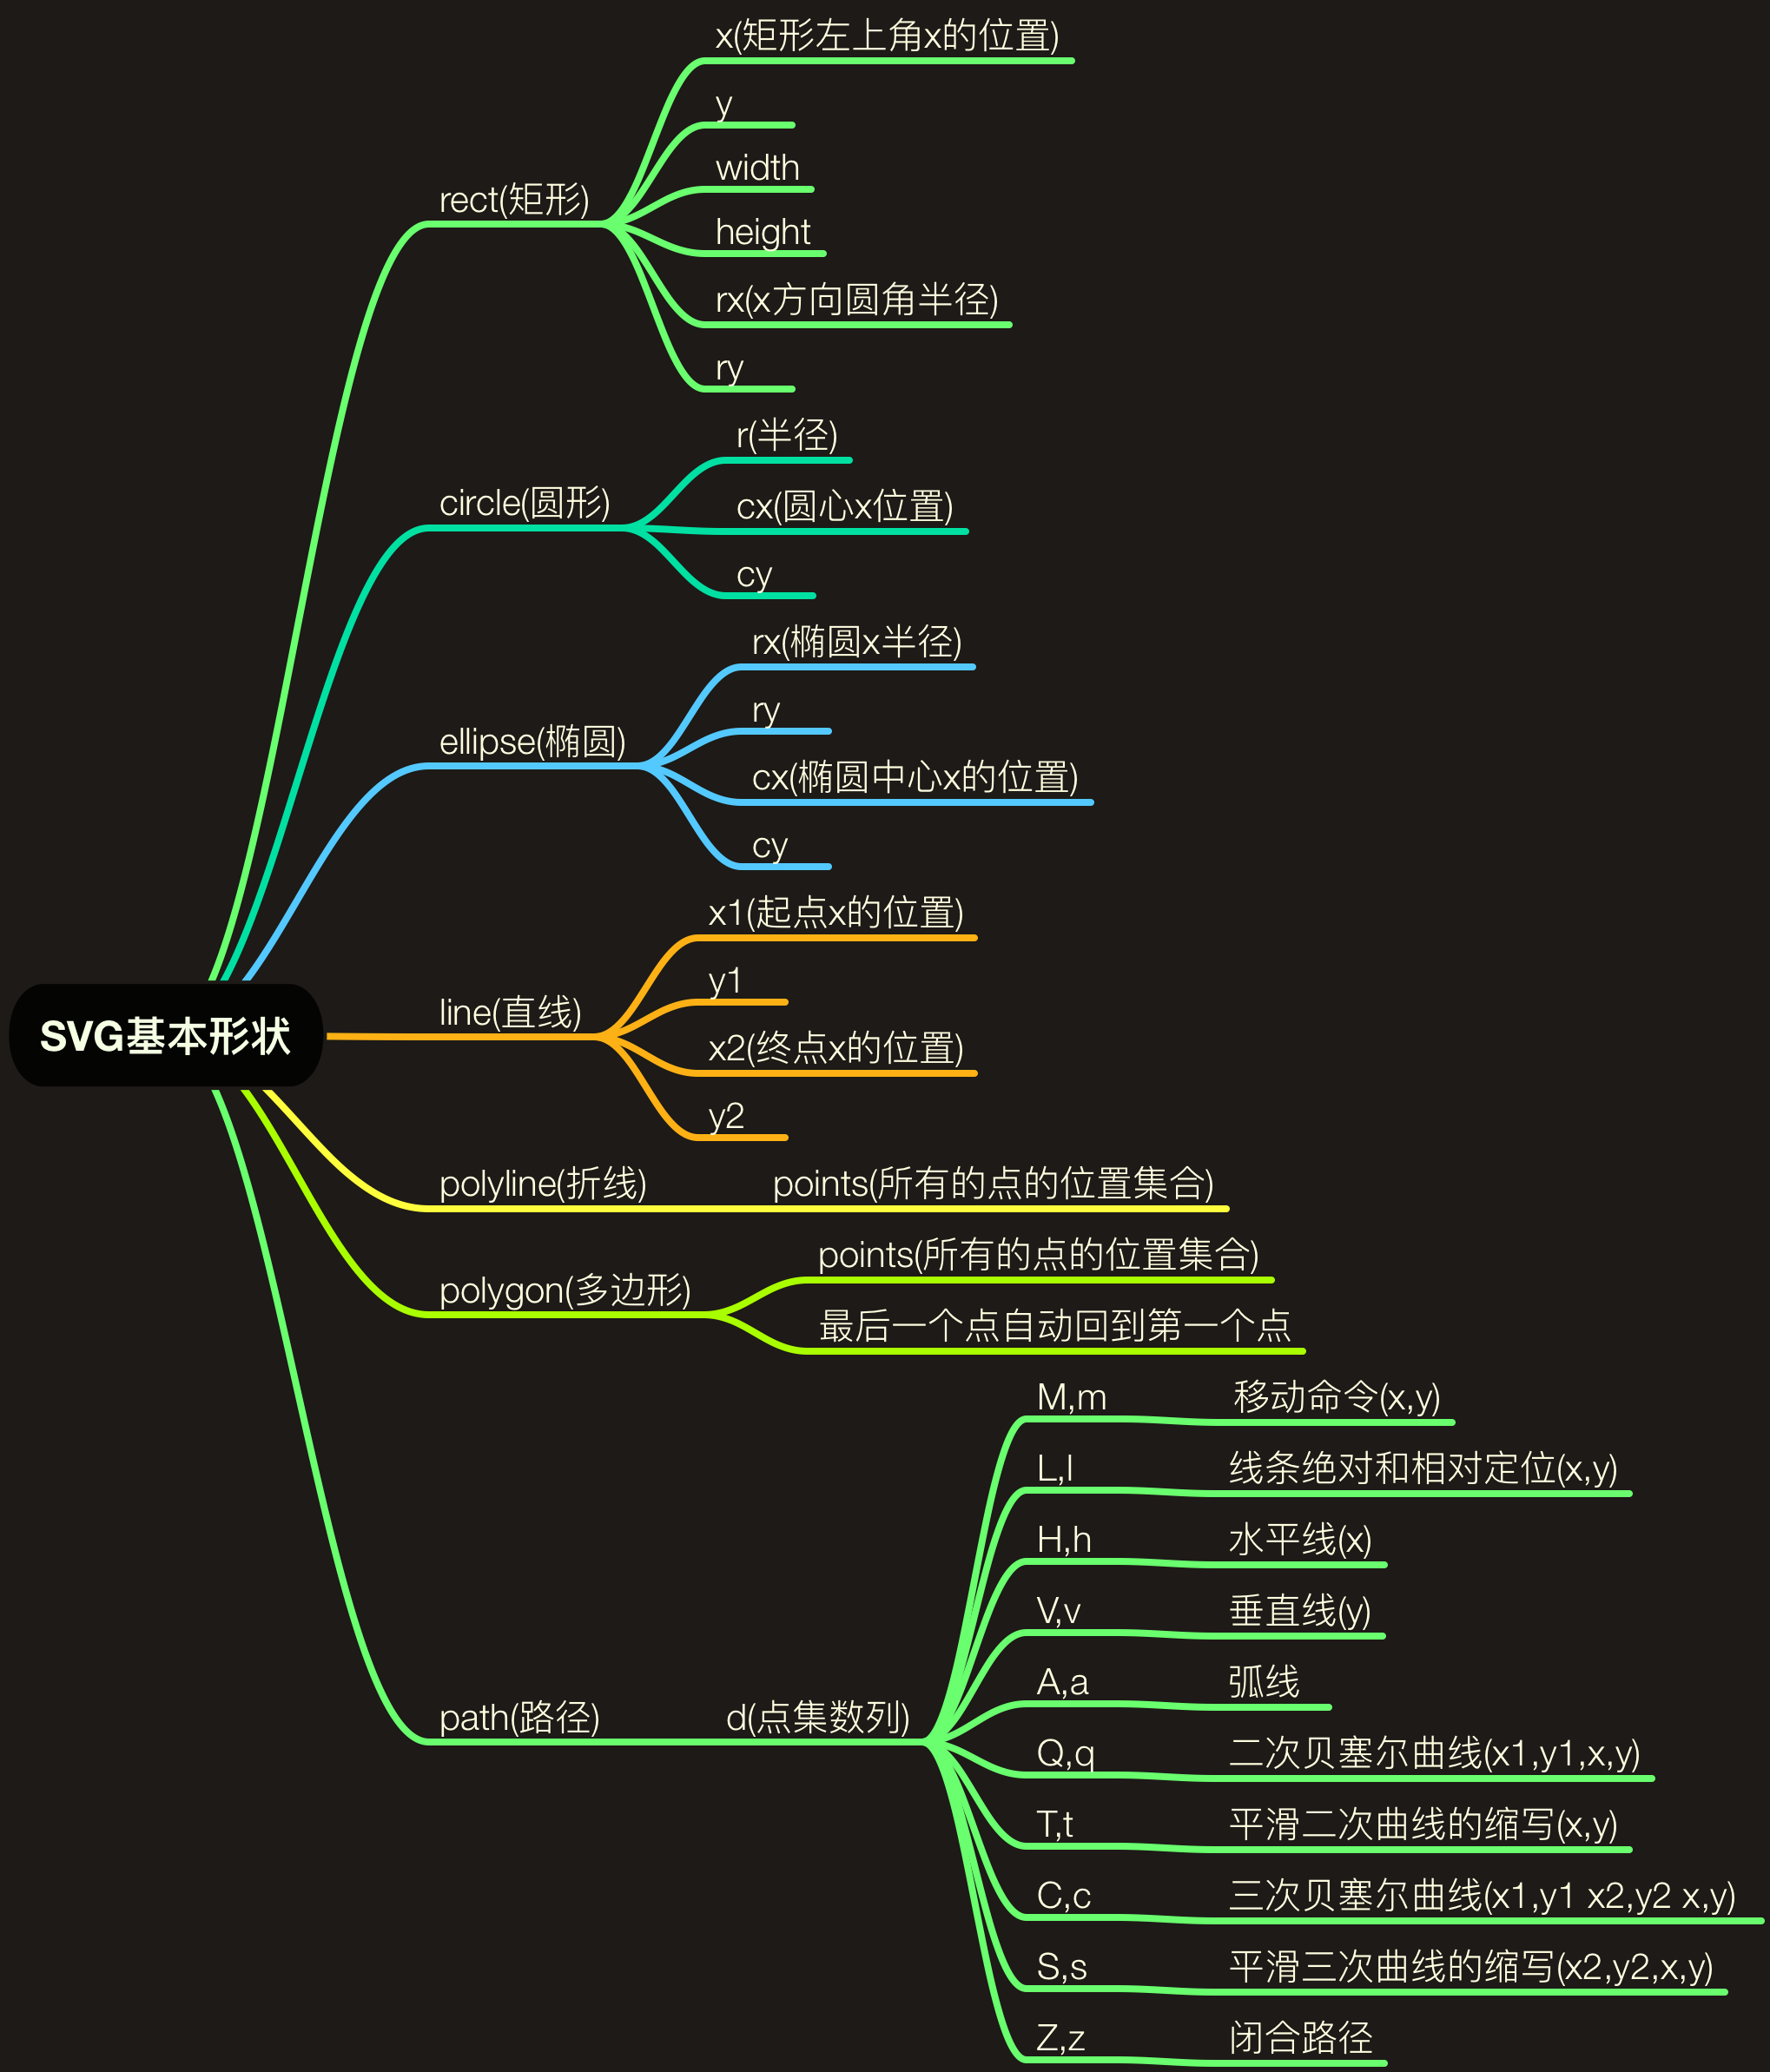 x(矩形左上角x的位置)
y
width
rect(矩形)
height
rx(x方向圆角半径)
ry
r(半径)
circle(圆形)
cx(圆心x位置)
cy
rx(椭圆x半径)
ry
ellipse(椭圆)
cx(椭圆中心x的位置)
cy
x1(起点x的位置)
y1
SVG基本形状
line(直线)
x2(终点x的位置)
y2
polyline(折线)
points(所有的点的位置集合)
polygon(多边形)
points(所有的点的位置集合)
最后一个点自动回到第一个点
path(路径)
d(点集数列)
M,m
移动命令(x,y)
L,l
线条绝对和相对定位(x,y)
H,h
水平线(x)
V,v
垂直线(y)
A,a
弧线
Q,q
二次贝塞尔曲线(x1,y1,x,y)
T,t
平滑二次曲线的缩写(x,y)
C,c
三次贝塞尔曲线(x1,y1 x2,y2 x,y)
S,s
平滑三次曲线的缩写(x2,y2,x,y)
Z,z
闭合路径